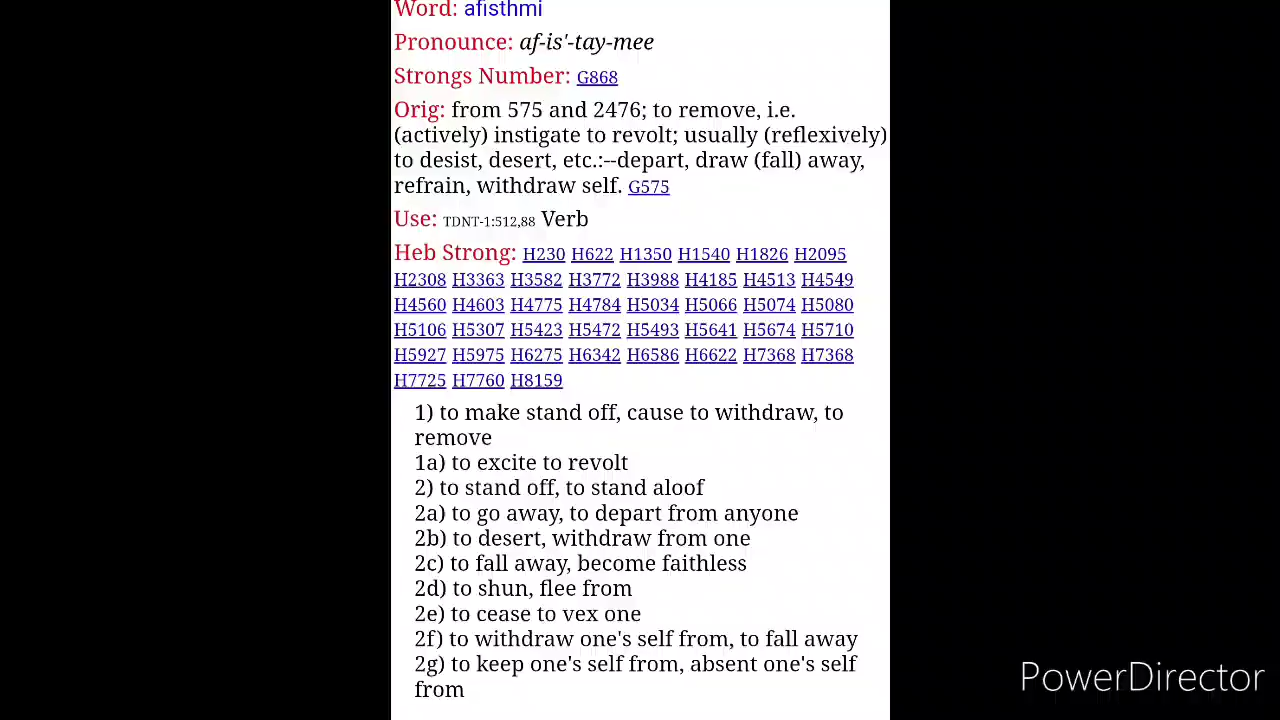 Word: afisthmi
Pronounce: af-is'-tay-mee
Strongs Number: G868
Orig: from 575 and 2476; to remove, i.e.
(actively) instigate to revolt; usually (reflexively)
to desist, desert, etc.:--depart, draw (fall) away,
refrain, withdraw self. G575
Use: TDNT-1:512,88 Verb
Heb Strong: H230 H622 H1350 H1540 H1826 H2095
H2308 H3363 H3582 H3772 H3988 H4185 H4513 H4549
H4560 H4603 H4775 H4784 H5034 H5066 H5074 H5080
H5106 H5307 H5423 H5472 H5493 H5641 H5674 H5710
H5927 H5975 H6275 H6342 H6586 H6622 H7368 H7368
H7725 H7760 H8159
1) to make stand off, cause to withdraw, to
remove
1a) to excite to revolt
2) to stand off, to stand aloof
2a) to go away, to depart from anyone
2b) to desert, withdraw from one
2c) to fall away, become faithless
2d) to shun, flee from
2e) to cease to vex one
2f) to withdraw one's self from, to fall away
2g) to keep one's self from, absent one's self
from
PowerDirector